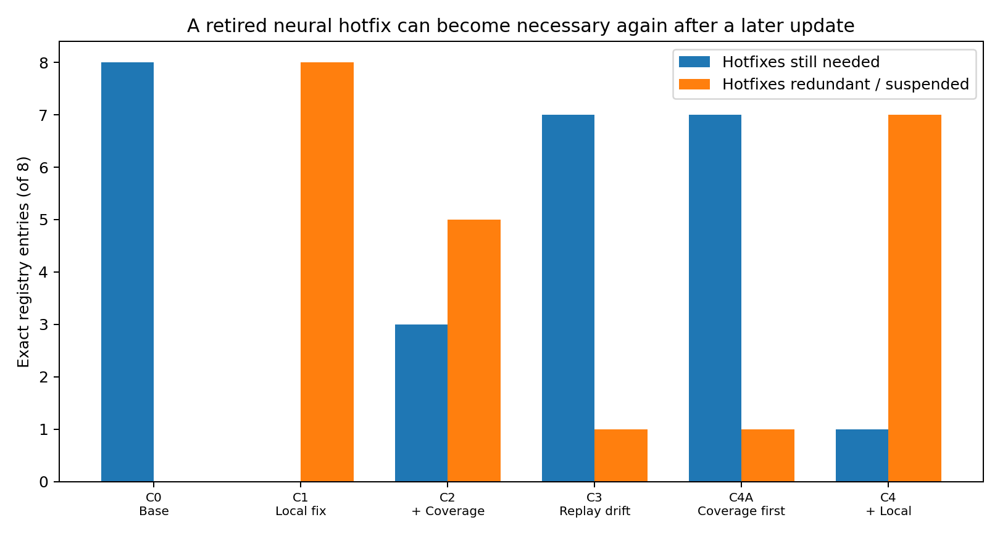 A retired neural hotfix can become necessary again after a later update
Hotfixes still needed
Hotfixes redundant / suspended
Exact registry entries (of 8)
8
7
6
5
4
3
2
1
0
C0
Base
C1
Local fix
C2
+ Coverage
C3
Replay drift
C4A
Coverage first
C4
+ Local